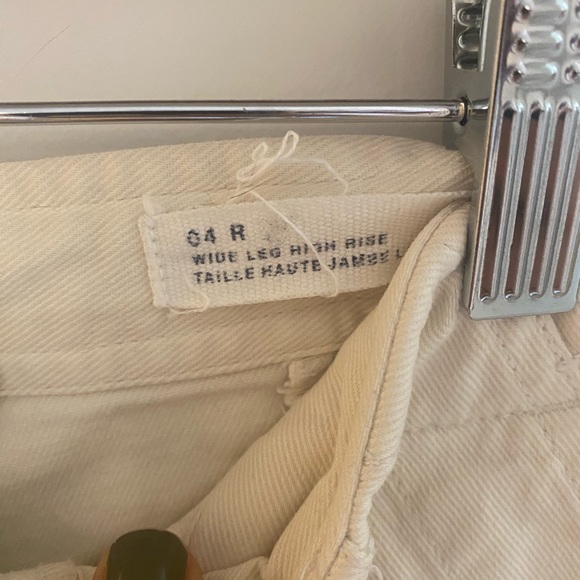 04 R
WIDE LEG HIGH RISE
TAILLE HAUTE JAMBE L